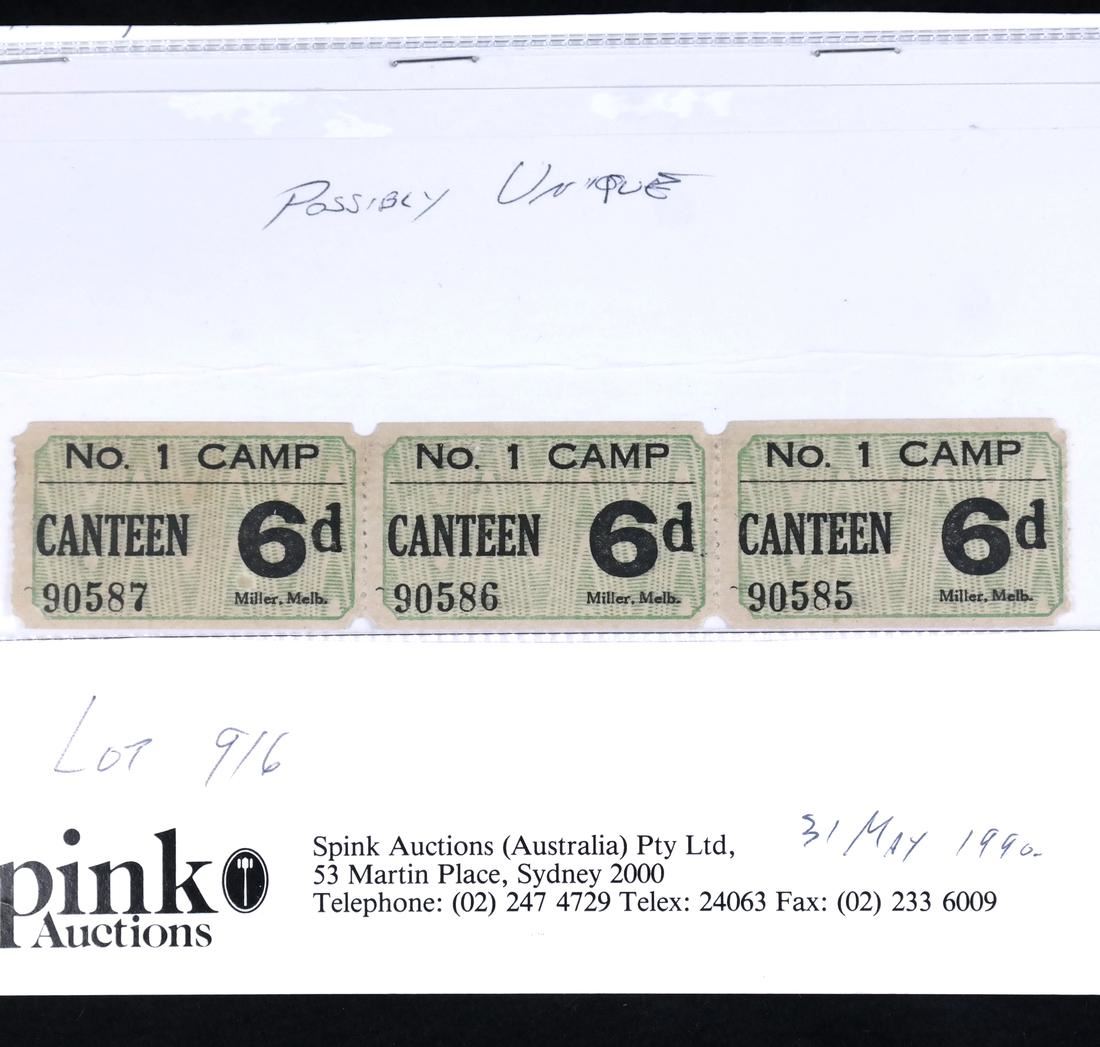 POSSIBLY UNIQUE
No. 1 CAMP
CANTEEN 6d
90587 Miller, Melb.
No. 1 CAMP
CANTEEN 6d
90586 Miller, Melb.
No. 1 CAMP
CANTEEN 6d
90585 Miller, Melb.
LOT 916
31 MAY 1990.
pink
Auctions
Spink Auctions (Australia) Pty Ltd,
53 Martin Place, Sydney 2000
Telephone: (02) 247 4729 Telex: 24063 Fax: (02) 233 6009